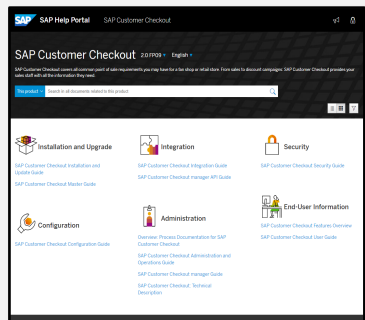 SAP
SAP Help Portal
SAP Customer Checkout
SAP Customer Checkout 2.0 FP09 English
SAP Customer Checkout covers all common point of sale requirements you may have for a fan shop or retail store. From sales to discount campaigns: SAP Customer Checkout provides your
sales staff with all the information they need.
This product
Search in all documents related to this product
Installation and Upgrade
SAP Customer Checkout Installation and
Update Guide
SAP Customer Checkout Master Guide
Integration
SAP Customer Checkout Integration Guide
SAP Customer Checkout manager API Guide
Security
SAP Customer Checkout Security Guide
Configuration
SAP Customer Checkout Configuration Guide
Administration
Overview: Process Documentation for SAP
Customer Checkout
SAP Customer Checkout Administration and
Operations Guide
SAP Customer Checkout manager Guide
SAP Customer Checkout: Technical
Description
End-User Information
SAP Customer Checkout Features Overview
SAP Customer Checkout User Guide